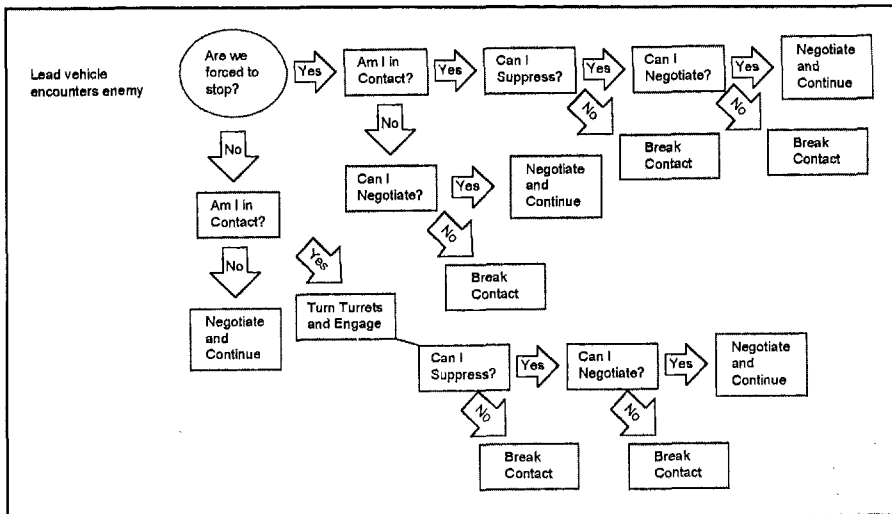 Lead vehicle
encounters enemy
Are we
forced to
stop?
Yes
Am I in
Contact?
Yes
Can I
Suppress?
Yes
Can I
Negotiate?
Yes
Negotiate
and
Continue
No
No
No
No
Break
Contact
Break
Contact
Am I in
Contact?
Can I
Negotiate?
Yes
Negotiate
and
Continue
No
Yes
No
Break
Contact
Negotiate
and
Continue
Turn Turrets
and Engage
Can I
Suppress?
Yes
Can I
Negotiate?
Yes
Negotiate
and
Continue
No
No
Break
Contact
Break
Contact